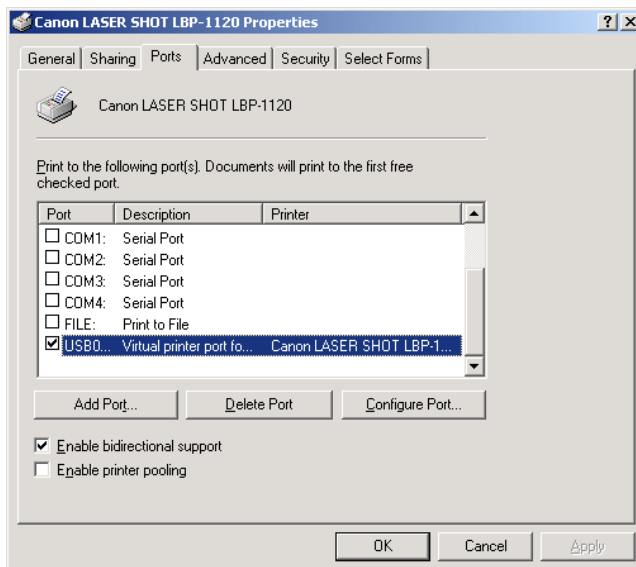 Canon LASER SHOT LBP-1120 Properties
General Sharing Ports Advanced Security Select Forms
Canon LASER SHOT LBP-1120
Print to the following port(s). Documents will print to the first free
checked port.
Port Description Printer
COM1: Serial Port
COM2: Serial Port
COM3: Serial Port
COM4: Serial Port
FILE: Print to File
USB0... Virtual printer port fo... Canon LASER SHOT LBP-1...
Add Port... Delete Port Configure Port...
Enable bidirectional support
Enable printer pooling
OK Cancel Apply